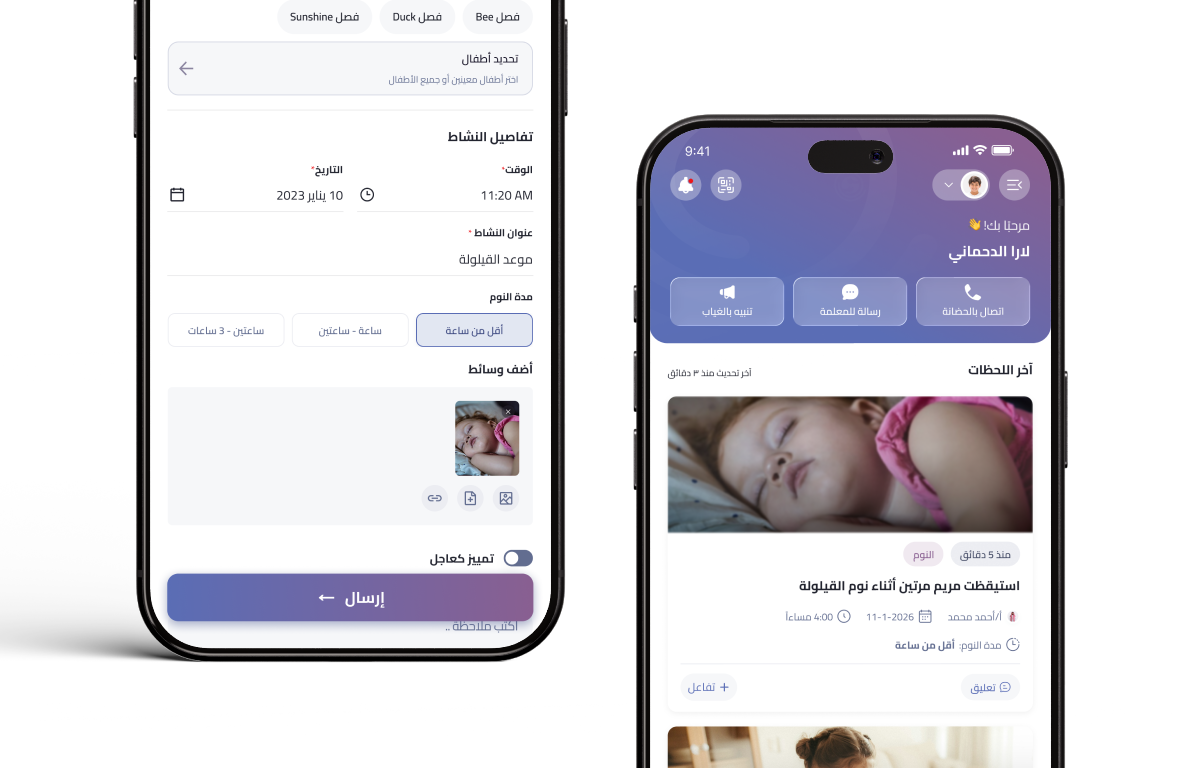 فصل Bee
فصل Duck
فصل Sunshine
تحديد أطفال
اختر أطفال معينين أو جميع الأطفال
تفاصيل النشاط
الوقت*
التاريخ*
11:20 AM
10 يناير 2023
عنوان النشاط *
موعد القيلولة
مدة النوم
أقل من ساعة
ساعة - ساعتين
ساعتين - 3 ساعات
أضف وسائط
تمييز كعاجل
إرسال ←
اكتب ملاحظة ..
9:41
مرحبًا بك! 👋
لارا الدحماني
اتصال بالحضانة
رسالة للمعلمة
تنبيه بالغياب
آخر اللحظات
آخر تحديث منذ ٣ دقائق
منذ 5 دقائق
النوم
استيقظت مريم مرتين أثناء نوم القيلولة
أ/أحمد محمد
11-1-2026
4:00 مساءاً
مدة النوم: أقل من ساعة
تعليق
+ تفاعل